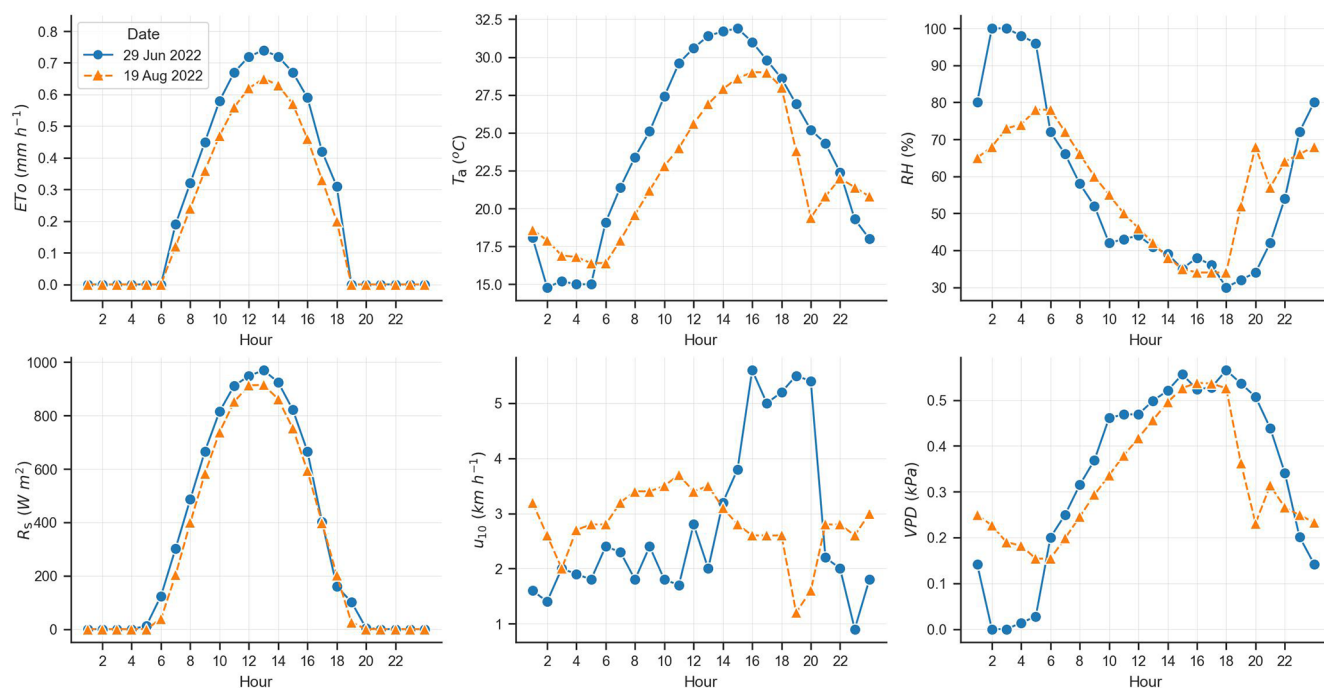 0.8
0.7
0.6
0.5
0.4
0.3
0.2
0.1
0.0
ETo (mm h⁻¹)
Date
29 Jun 2022
19 Aug 2022
2 4 6 8 10 12 14 16 18 20 22
Hour
32.5
30.0
27.5
25.0
22.5
20.0
17.5
15.0
Tₐ (°C)
2 4 6 8 10 12 14 16 18 20 22
Hour
100
90
80
70
60
50
40
30
RH (%)
2 4 6 8 10 12 14 16 18 20 22
Hour
1000
800
600
400
200
0
Rₛ (W m²)
2 4 6 8 10 12 14 16 18 20 22
Hour
5
4
3
2
1
u₁₀ (km h⁻¹)
2 4 6 8 10 12 14 16 18 20 22
Hour
0.5
0.4
0.3
0.2
0.1
0.0
VPD (kPa)
2 4 6 8 10 12 14 16 18 20 22
Hour